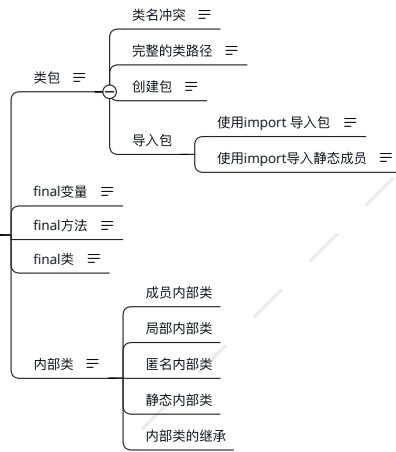 类名冲突
完整的类路径
类包
创建包
导入包
使用import 导入包
使用import导入静态成员
final变量
final方法
final类
内部类
成员内部类
局部内部类
匿名内部类
静态内部类
内部类的继承